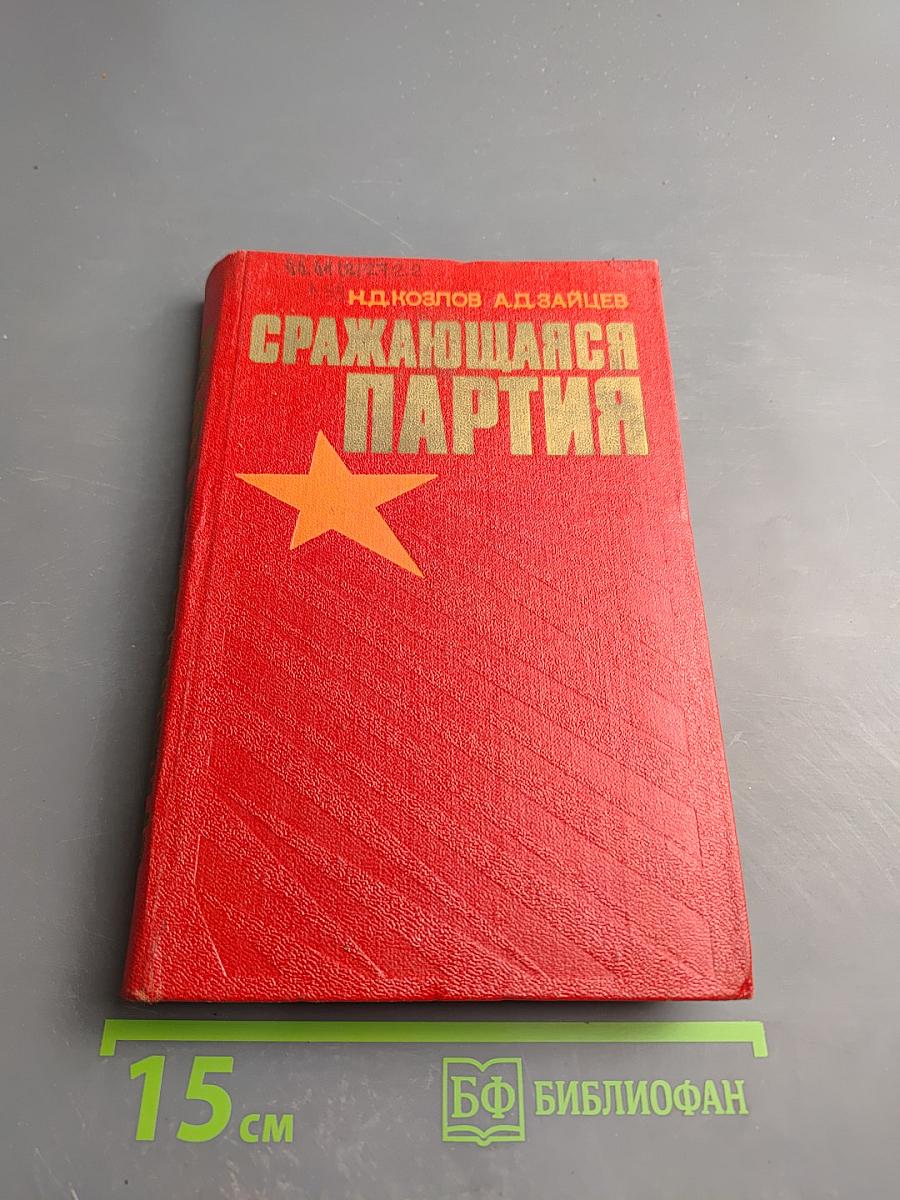 Н.Д.КОЗЛОВ А.Д.ЗАЙЦЕВ
СРАЖАЮЩАЯСЯ
ПАРТИЯ
15 см
БФ БИБЛИОФАН